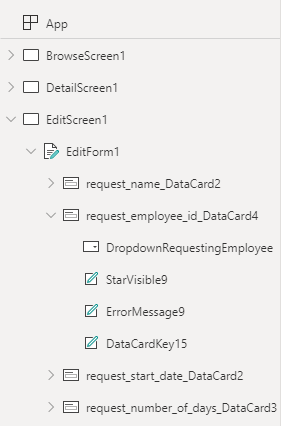 App
BrowseScreen1
DetailScreen1
EditScreen1
EditForm1
request_name_DataCard2
request_employee_id_DataCard4
DropdownRequestingEmployee
StarVisible9
ErrorMessage9
DataCardKey15
request_start_date_DataCard2
request_number_of_days_DataCard3